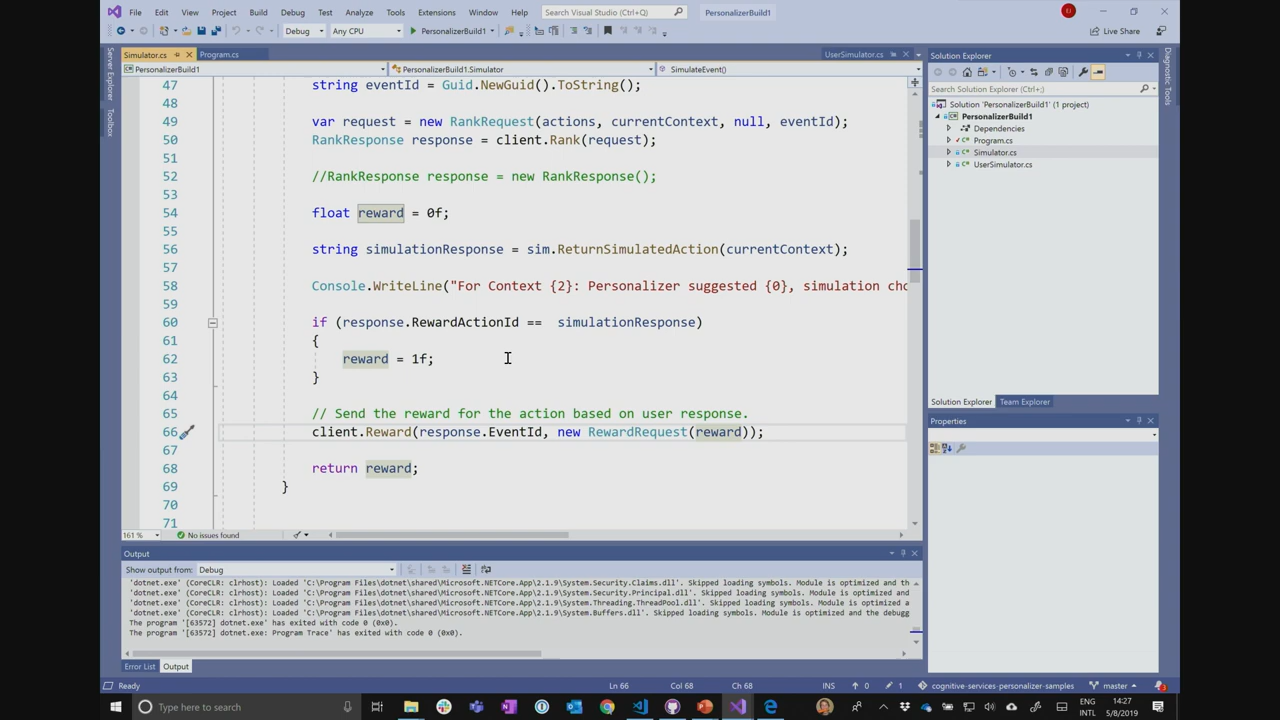 File Edit View Project Build Debug Test Analyze Tools Extensions Window Help Search Visual Studio (Ctrl+Q) PersonalizerBuild1
Debug Any CPU PersonalizerBuild1 Live Share
Simulator.cs Program.cs UserSimulator.cs
PersonalizerBuild1 PersonalizerBuild1.Simulator SimulateEvent()
Server Explorer
Toolbox
47 string eventId = Guid.NewGuid().ToString();
48
49 var request = new RankRequest(actions, currentContext, null, eventId);
50 RankResponse response = client.Rank(request);
51
52 //RankResponse response = new RankResponse();
53
54 float reward = 0f;
55
56 string simulationResponse = sim.ReturnSimulatedAction(currentContext);
57
58 Console.WriteLine("For Context {2}: Personalizer suggested {0}, simulation cho
59
60 if (response.RewardActionId == simulationResponse)
61 {
62 reward = 1f;
63 }
64
65 // Send the reward for the action based on user response.
66 client.Reward(response.EventId, new RewardRequest(reward));
67
68 return reward;
69 }
70
71
161 % No issues found
Output
Show output from: Debug
'dotnet.exe' (CoreCLR: clrhost): Loaded 'C:\Program Files\dotnet\shared\Microsoft.NETCore.App\2.1.9\System.Security.Claims.dll'. Skipped loading symbols. Module is optimized and th
'dotnet.exe' (CoreCLR: clrhost): Loaded 'C:\Program Files\dotnet\shared\Microsoft.NETCore.App\2.1.9\System.Security.Principal.dll'. Skipped loading symbols. Module is optimized and
'dotnet.exe' (CoreCLR: clrhost): Loaded 'C:\Program Files\dotnet\shared\Microsoft.NETCore.App\2.1.9\System.Threading.ThreadPool.dll'. Skipped loading symbols. Module is optimized a
'dotnet.exe' (CoreCLR: clrhost): Loaded 'C:\Program Files\dotnet\shared\Microsoft.NETCore.App\2.1.9\System.Buffers.dll'. Skipped loading symbols. Module is optimized and the debugg
The program '[63572] dotnet.exe' has exited with code 0 (0x0).
The program '[63572] dotnet.exe: Program Trace' has exited with code 0 (0x0).
Error List Output
Solution Explorer
Search Solution Explorer (Ctrl+;)
Solution 'PersonalizerBuild1' (1 project)
PersonalizerBuild1
Dependencies
Program.cs
Simulator.cs
UserSimulator.cs
Solution Explorer Team Explorer
Properties
Diagnostic Tools
Ready Ln 66 Col 68 Ch 68 INS 0 1 cognitive-services-personalizer-samples master
Type here to search
ENG
INTL
14:27
5/8/2019